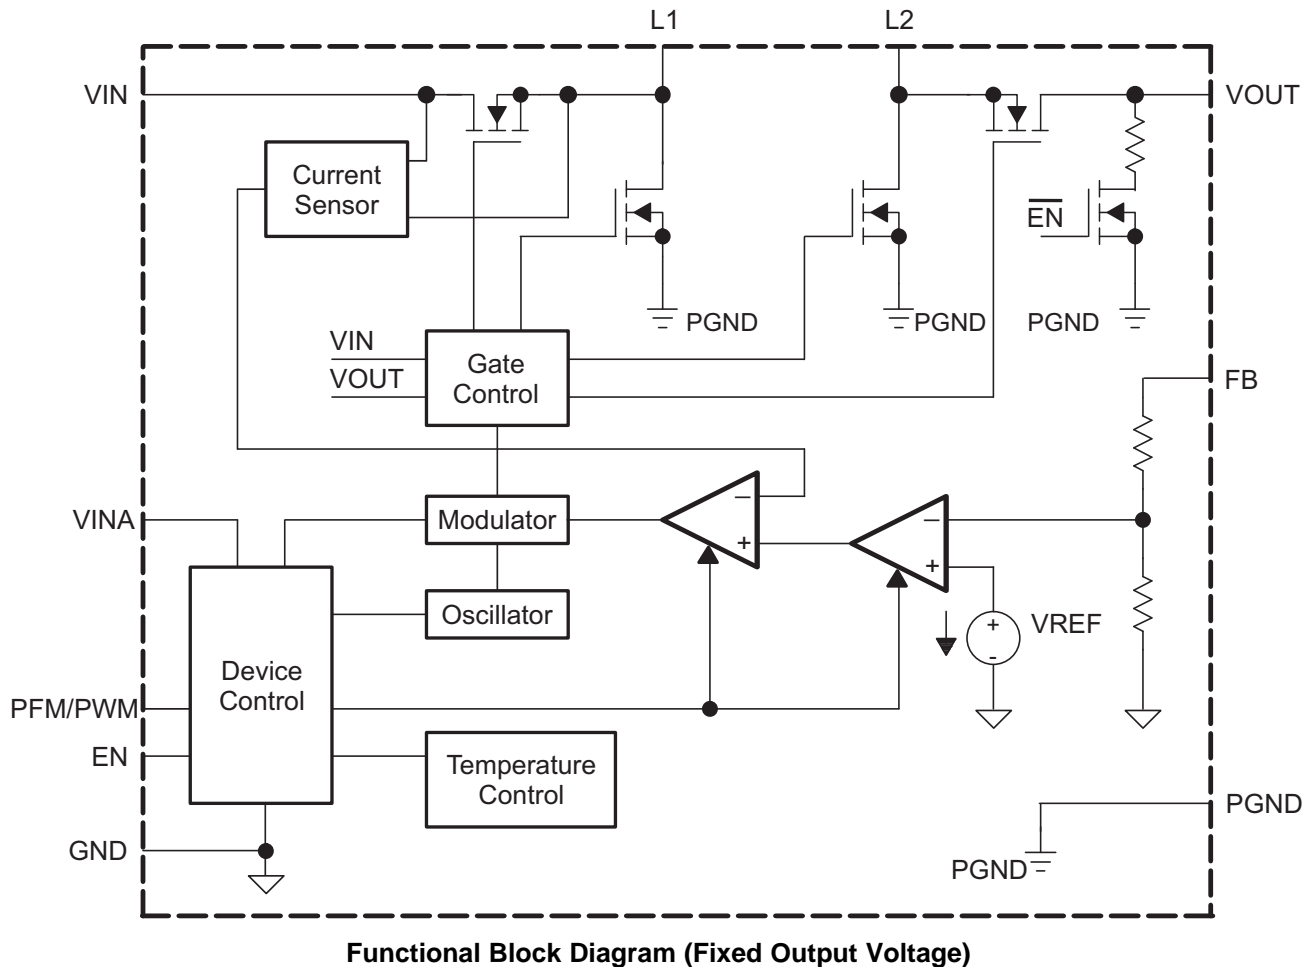 L1
L2
VIN
VOUT
Current
Sensor
EN
PGND
PGND
PGND
VIN
VOUT
Gate
Control
FB
VINA
Modulator
−
+
−
+
Oscillator
+
-
VREF
Device
Control
PFM/PWM
EN
Temperature
Control
PGND
GND
PGND
Functional Block Diagram (Fixed Output Voltage)